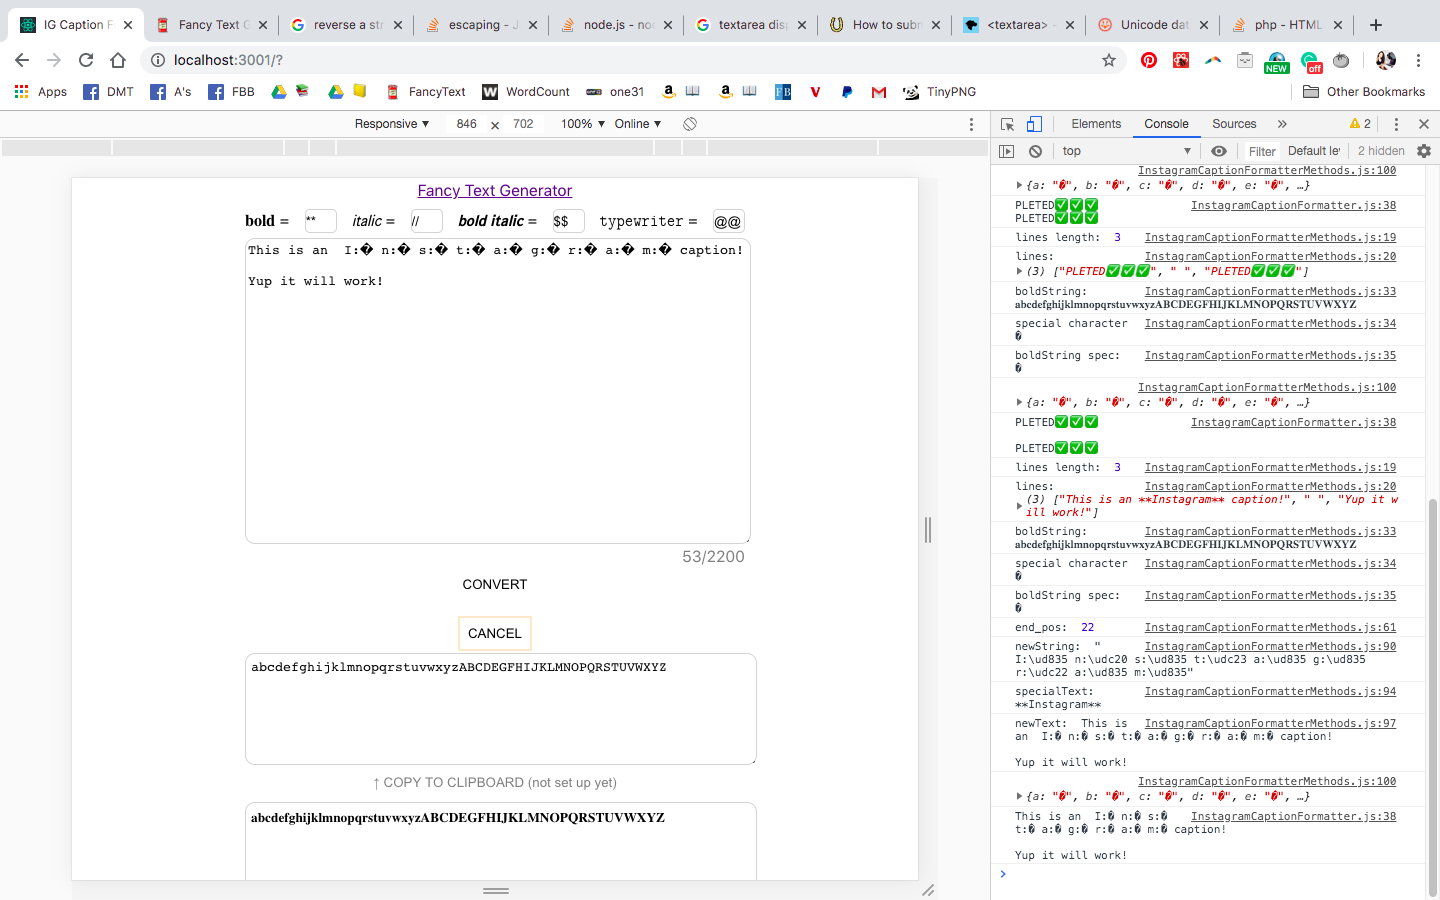 IG Caption F
Fancy Text G
reverse a str
escaping - J
node.js - no
textarea disp
How to subm
<textarea> -
Unicode dat
php - HTML
localhost:3001/?
NEW
off
Apps
DMT
A's
FBB
FancyText
WordCount
one31
TinyPNG
Other Bookmarks
Responsive ▼ 846 × 702 100% ▼ Online ▼
Elements Console Sources » 2
top ▼ Filter Default le 2 hidden
Fancy Text Generator
bold = ** italic = // bold italic = $$ typewriter = @@
This is an  I:� n:� s:� t:� a:� g:� r:� a:� m:� caption!
Yup it will work!
53/2200
CONVERT
CANCEL
abcdefghijklmnopqrstuvwxyzABCDEGFHIJKLMNOPQRSTUVWXYZ
↑ COPY TO CLIPBOARD (not set up yet)
abcdefghijklmnopqrstuvwxyzABCDEGFHIJKLMNOPQRSTUVWXYZ
InstagramCaptionFormatterMethods.js:100
▶{a: "�", b: "�", c: "�", d: "�", e: "�", …}
PLETED✅✅✅ InstagramCaptionFormatter.js:38
PLETED✅✅✅
lines length:  3 InstagramCaptionFormatterMethods.js:19
lines: InstagramCaptionFormatterMethods.js:20
▶(3) ["PLETED✅✅✅", " ", "PLETED✅✅✅"]
boldString: InstagramCaptionFormatterMethods.js:33
abcdefghijklmnopqrstuvwxyzABCDEGFHIJKLMNOPQRSTUVWXYZ
special character InstagramCaptionFormatterMethods.js:34
�
boldString spec: InstagramCaptionFormatterMethods.js:35
�
InstagramCaptionFormatterMethods.js:100
▶{a: "�", b: "�", c: "�", d: "�", e: "�", …}
PLETED✅✅✅ InstagramCaptionFormatter.js:38
PLETED✅✅✅
lines length:  3 InstagramCaptionFormatterMethods.js:19
lines: InstagramCaptionFormatterMethods.js:20
▶(3) ["This is an **Instagram** caption!", " ", "Yup it w
ill work!"]
boldString: InstagramCaptionFormatterMethods.js:33
abcdefghijklmnopqrstuvwxyzABCDEGFHIJKLMNOPQRSTUVWXYZ
special character InstagramCaptionFormatterMethods.js:34
�
boldString spec: InstagramCaptionFormatterMethods.js:35
�
end_pos:  22 InstagramCaptionFormatterMethods.js:61
newString:  " InstagramCaptionFormatterMethods.js:90
I:\ud835 n:\udc20 s:\ud835 t:\udc23 a:\ud835 g:\ud835
r:\udc22 a:\ud835 m:\ud835"
specialText: InstagramCaptionFormatterMethods.js:94
**Instagram**
newText:  This is InstagramCaptionFormatterMethods.js:97
an  I:� n:� s:� t:� a:� g:� r:� a:� m:� caption!
Yup it will work!
InstagramCaptionFormatterMethods.js:100
▶{a: "�", b: "�", c: "�", d: "�", e: "�", …}
This is an  I:� n:� s:� InstagramCaptionFormatter.js:38
t:� a:� g:� r:� a:� m:� caption!
Yup it will work!